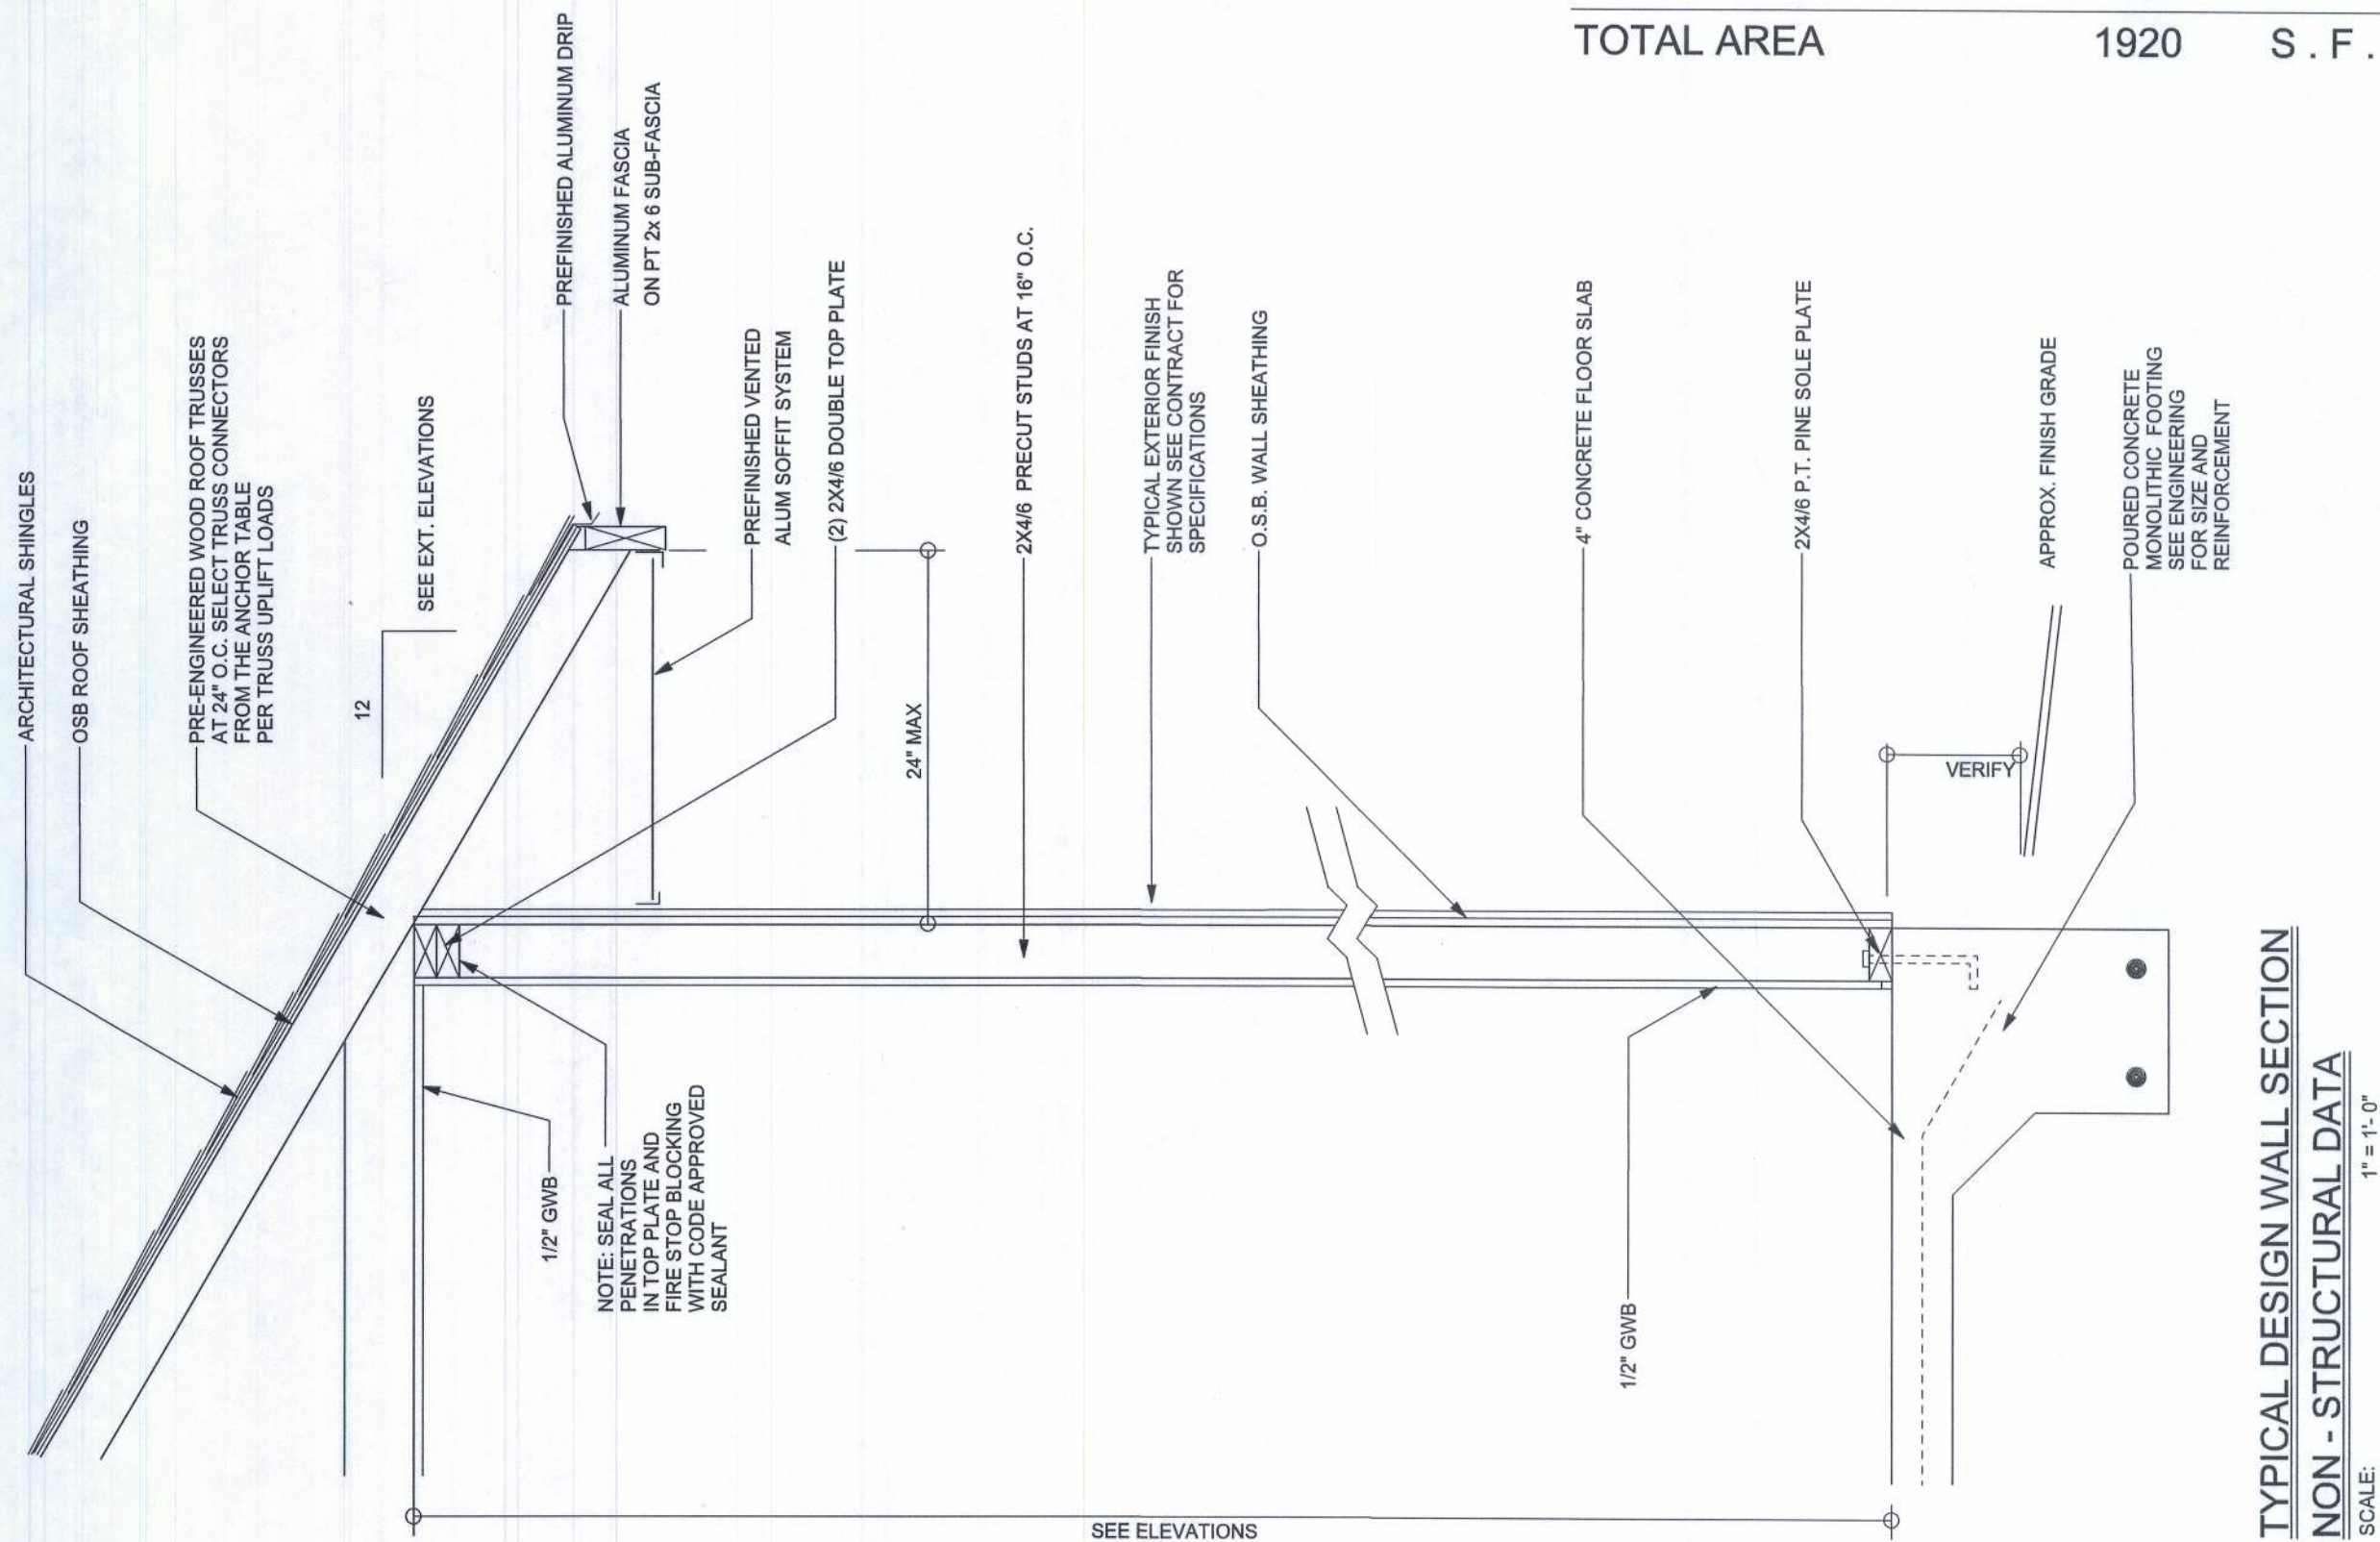 TOTAL AREA 1920 S . F .
ARCHITECTURAL SHINGLES
OSB ROOF SHEATHING
PRE-ENGINEERED WOOD ROOF TRUSSES
AT 24" O.C. SELECT TRUSS CONNECTORS
FROM THE ANCHOR TABLE
PER TRUSS UPLIFT LOADS
12
SEE EXT. ELEVATIONS
PREFINISHED ALUMINUM DRIP
ALUMINUM FASCIA
ON PT 2x 6 SUB-FASCIA
PREFINISHED VENTED
ALUM SOFFIT SYSTEM
(2) 2X4/6 DOUBLE TOP PLATE
24" MAX
2X4/6 PRECUT STUDS AT 16" O.C.
TYPICAL EXTERIOR FINISH
SHOWN SEE CONTRACT FOR
SPECIFICATIONS
O.S.B. WALL SHEATHING
1/2" GWB
NOTE: SEAL ALL
PENETRATIONS
IN TOP PLATE AND
FIRE STOP BLOCKING
WITH CODE APPROVED
SEALANT
4" CONCRETE FLOOR SLAB
1/2" GWB
2X4/6 P.T. PINE SOLE PLATE
VERIFY
APPROX. FINISH GRADE
POURED CONCRETE
MONOLITHIC FOOTING
SEE ENGINEERING
FOR SIZE AND
REINFORCEMENT
SEE ELEVATIONS
TYPICAL DESIGN WALL SECTION
NON - STRUCTURAL DATA
SCALE: 1" = 1'- 0"